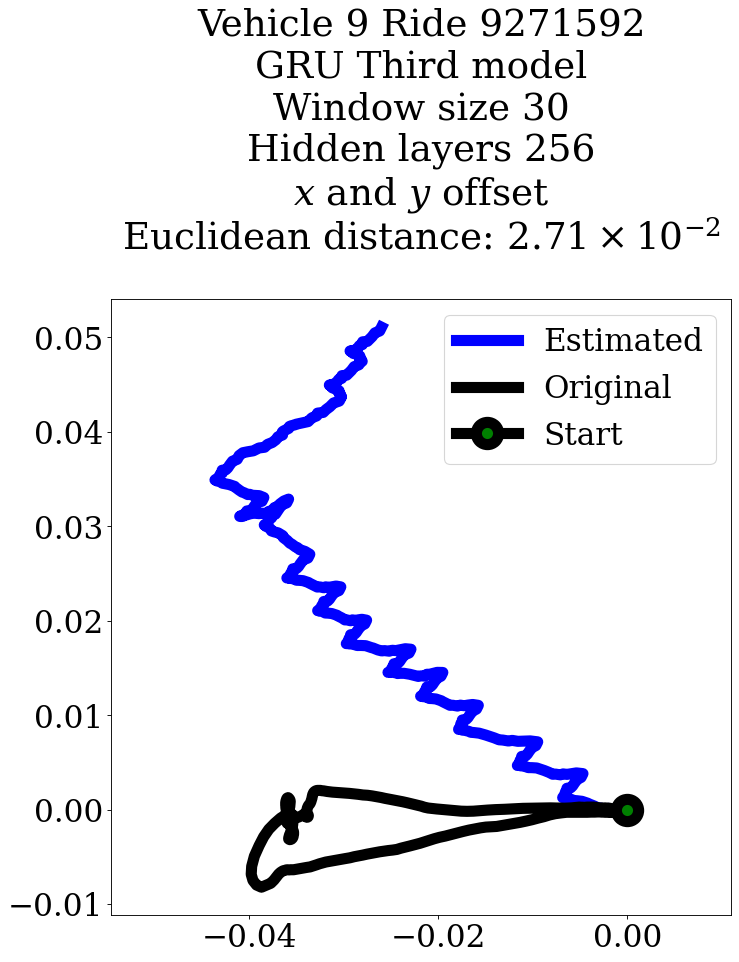 Vehicle 9 Ride 9271592
GRU Third model
Window size 30
Hidden layers 256
x and y offset
Euclidean distance: 2.71 × 10⁻²
Estimated
Original
Start
0.05
0.04
0.03
0.02
0.01
0.00
−0.01
−0.04
−0.02
0.00